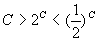 C > 2^c < (1/2)^c